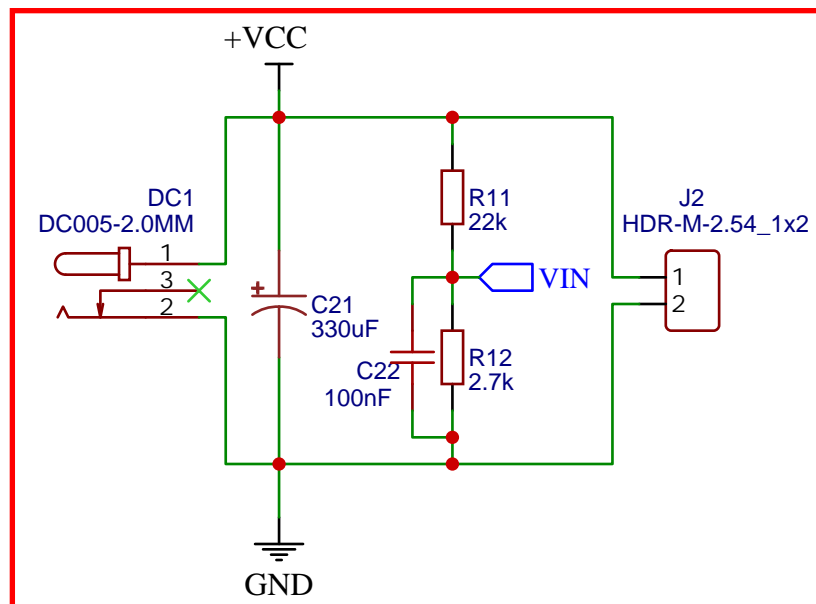 +VCC
DC1
DC005-2.0MM
1
3
2
C21
330uF
R11
22k
VIN
C22
100nF
R12
2.7k
J2
HDR-M-2.54_1x2
1
2
GND